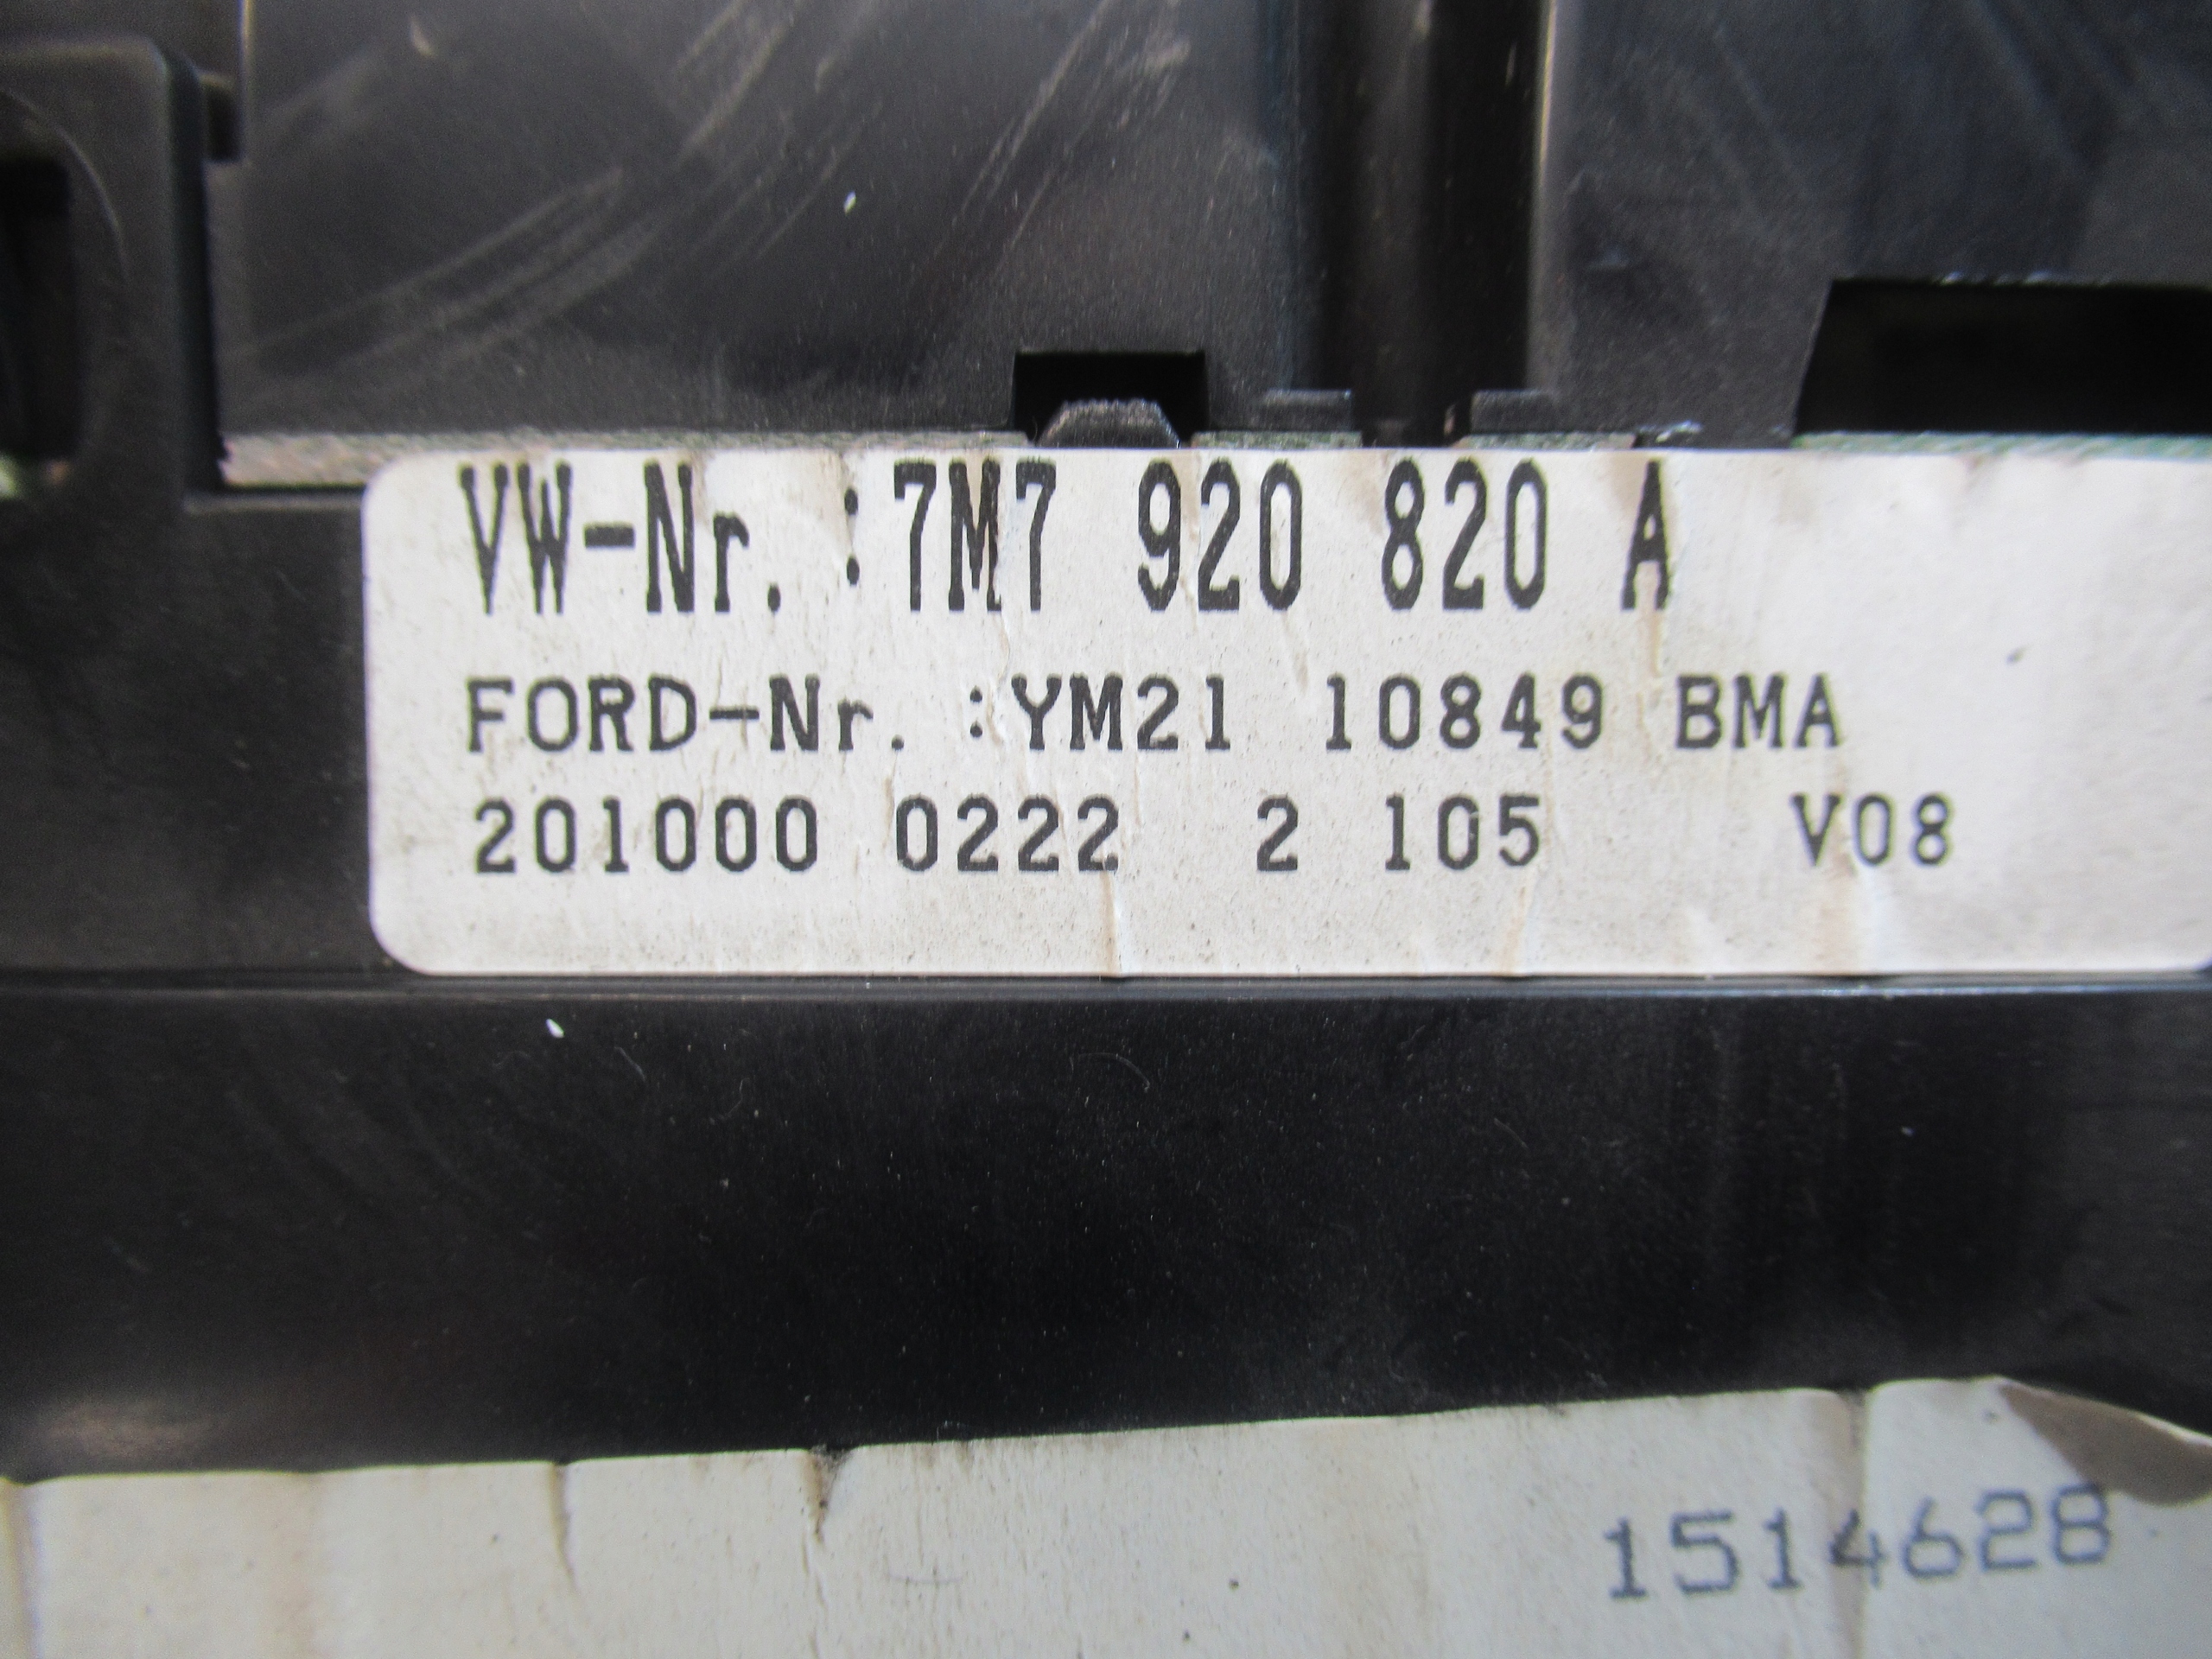 VW-Nr. :7M7 920 820 A
FORD-Nr. :YM21 10849 BMA
201000 0222 2 105 V08
1514628